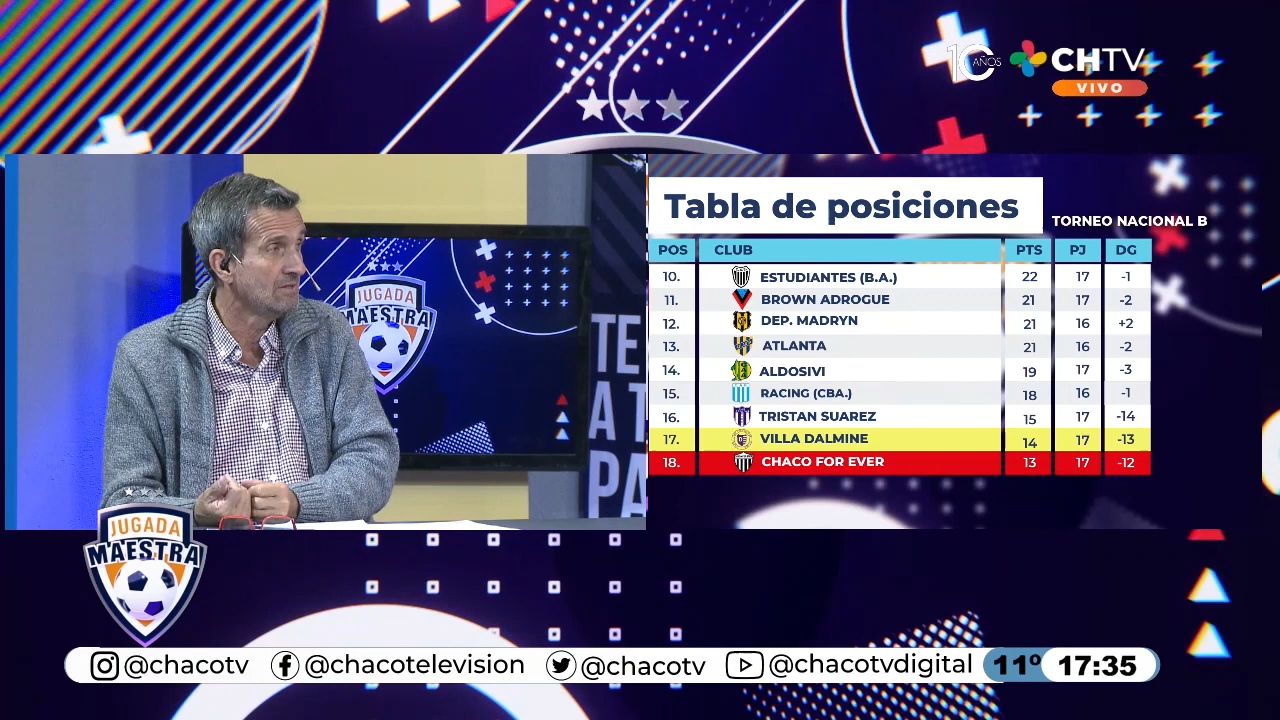 10 AÑOS CHTV
VIVO
Tabla de posiciones
TORNEO NACIONAL B
POS CLUB PTS PJ DG
10. ESTUDIANTES (B.A.) 22 17 -1
11. BROWN ADROGUE 21 17 -2
12. DEP. MADRYN 21 16 +2
13. ATLANTA 21 16 -2
14. ALDOSIVI 19 17 -3
15. RACING (CBA.) 18 16 -1
16. TRISTAN SUAREZ 15 17 -14
17. VILLA DALMINE 14 17 -13
18. CHACO FOR EVER 13 17 -12
JUGADA
MAESTRA
TE
AT
PA
JUGADA
MAESTRA
@chacotv @chacotelevision @chacotv @chacotvdigital 11º 17:35